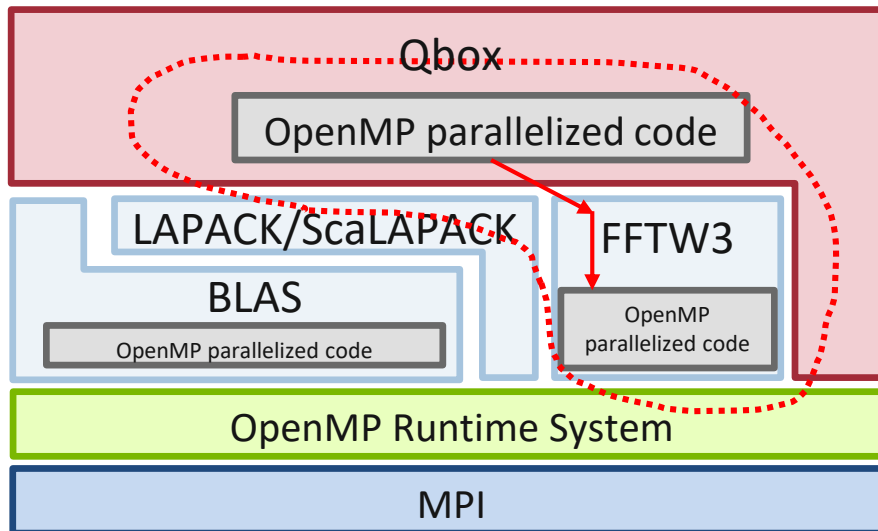 Qbox
OpenMP parallelized code
LAPACK/ScaLAPACK
FFTW3
BLAS
OpenMP parallelized code
OpenMP
parallelized code
OpenMP Runtime System
MPI